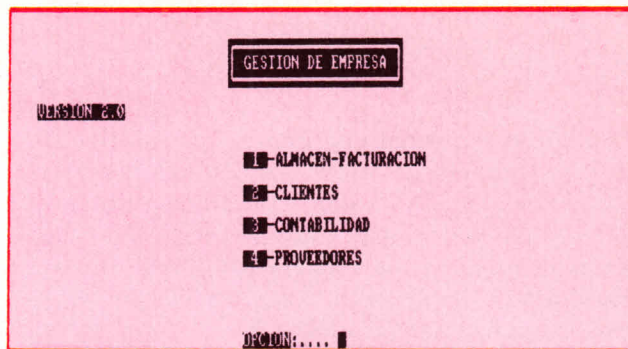 GESTION DE EMPRESA
VERSION 2.0
1-ALMACEN-FACTURACION
2-CLIENTES
3-CONTABILIDAD
4-PROVEEDORES
OPCION:....